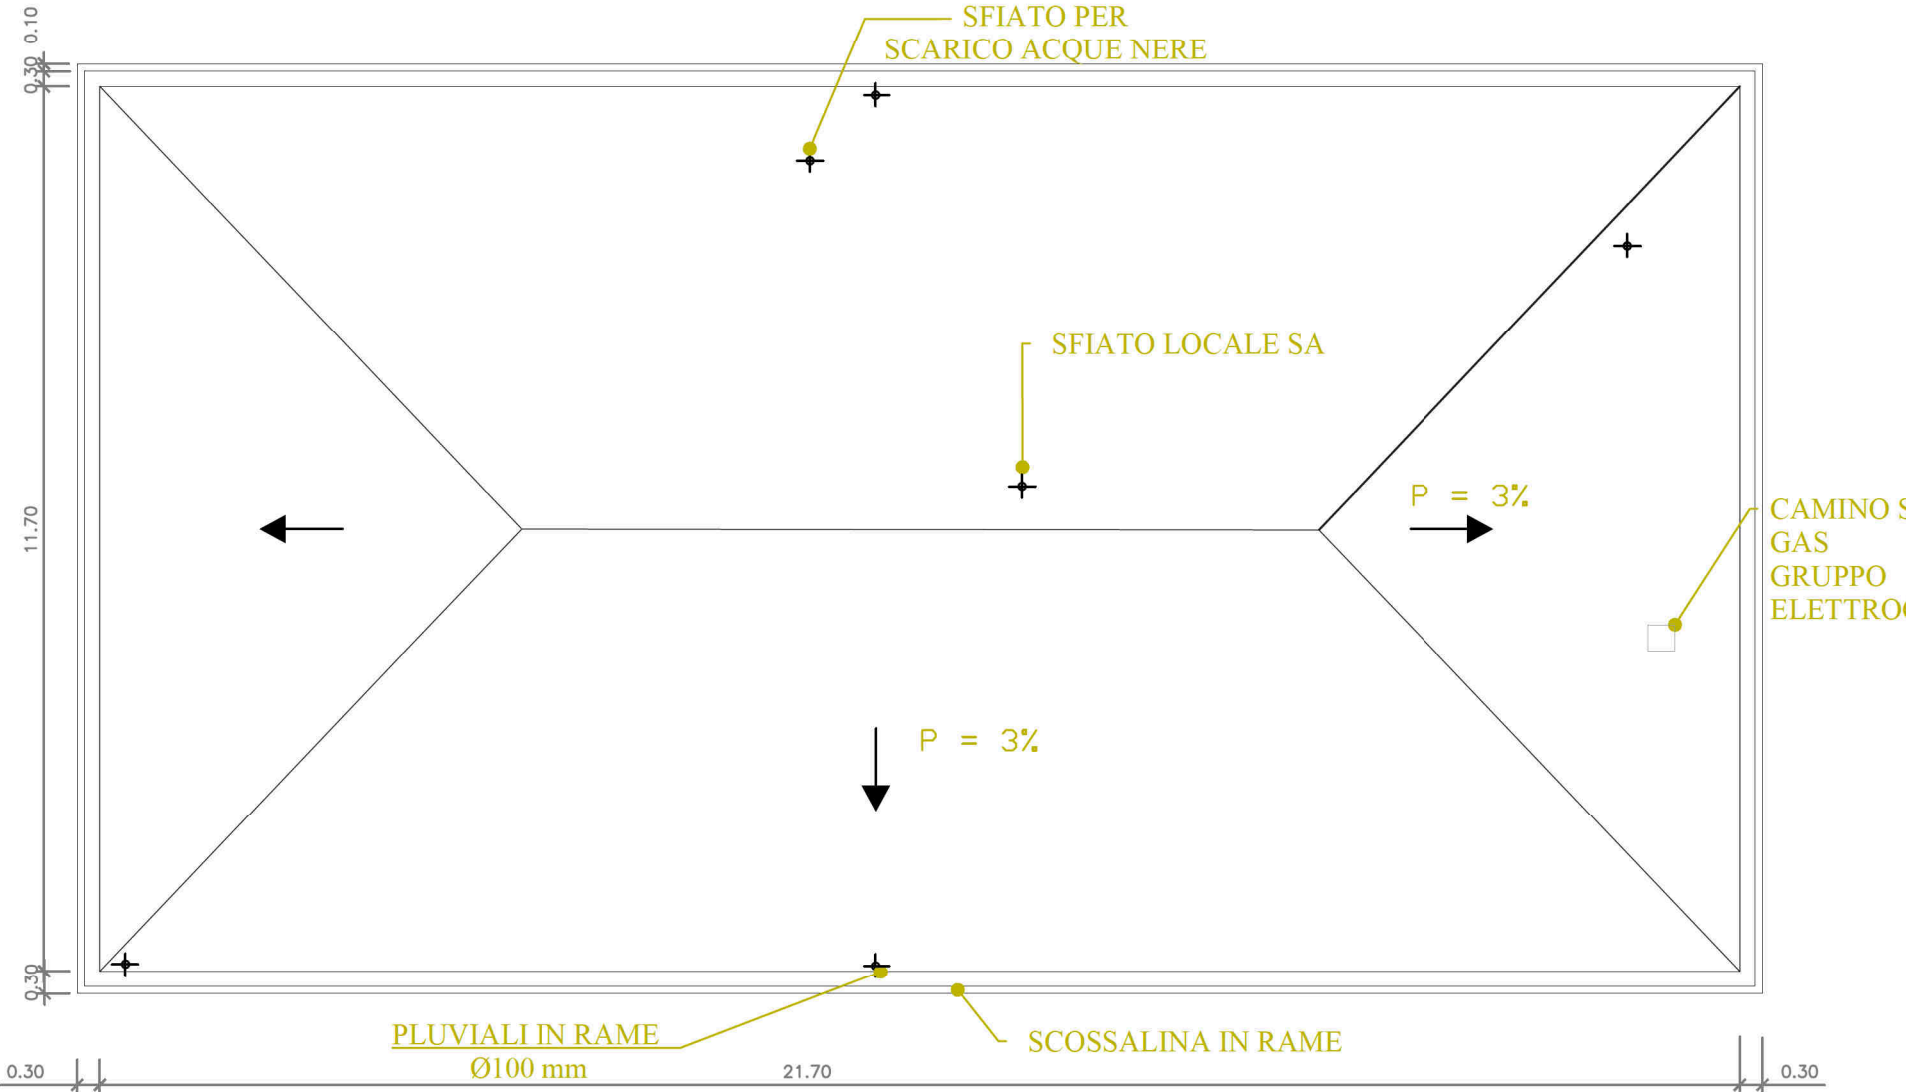 0.10
SFIATO PER
SCARICO ACQUE NERE
0.30
SFIATO LOCALE SA
P = 3%
11.70
CAMINO
GAS
GRUPPO
P = 3%
0.30
PLUVIALI IN RAME
Ø100 mm
SCOSSALINA IN RAME
0.30
21.70
0.30